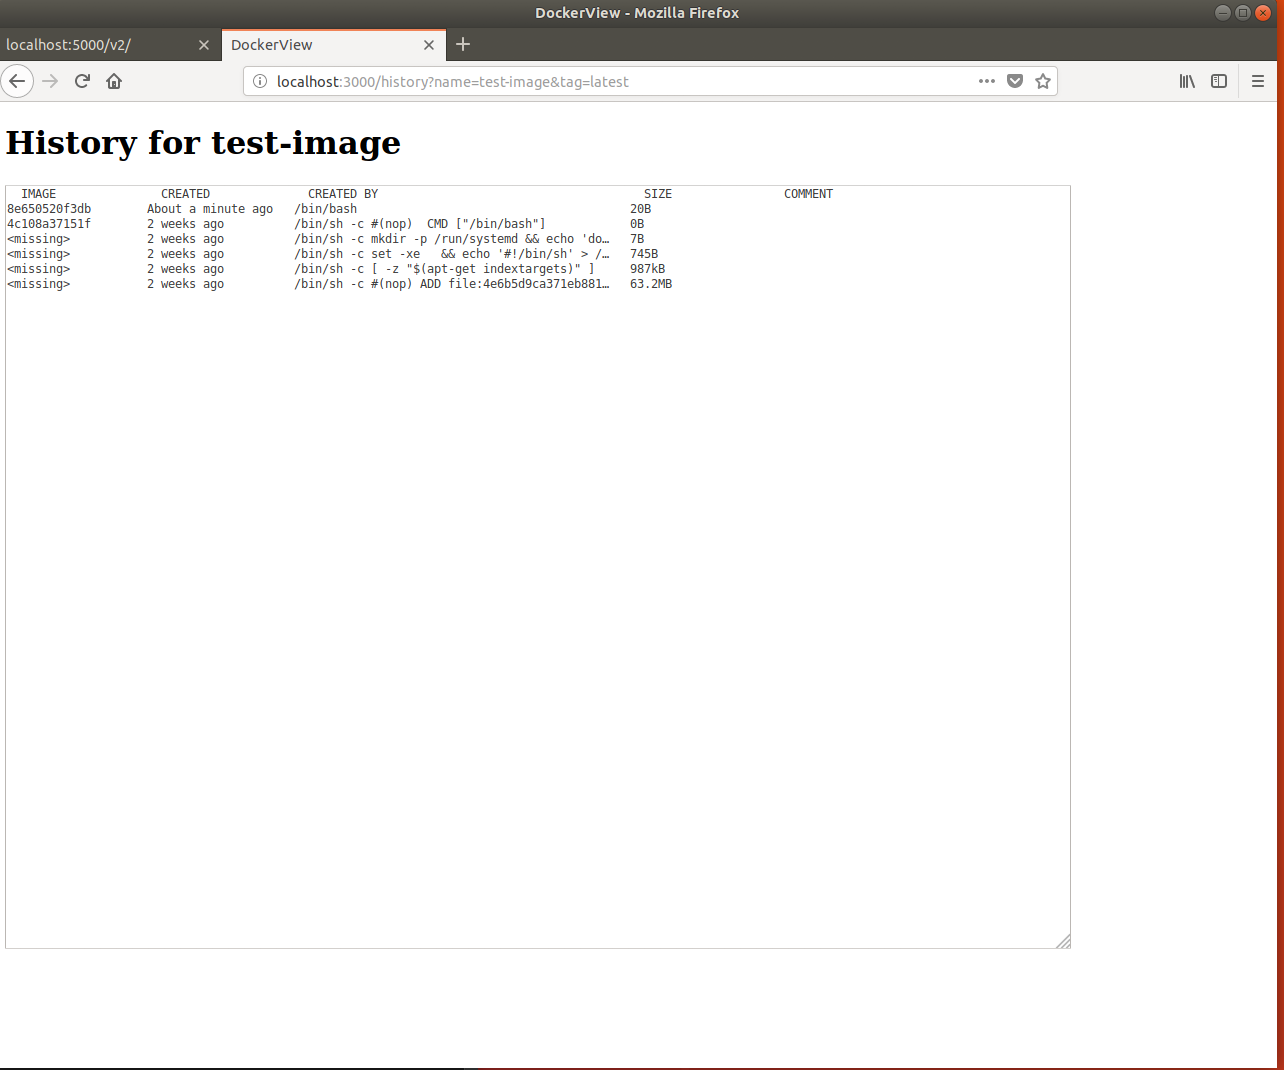 DockerView - Mozilla Firefox
localhost:5000/v2/
DockerView
localhost:3000/history?name=test-image&tag=latest
History for test-image
IMAGE               CREATED              CREATED BY                                      SIZE                COMMENT
8e650520f3db        About a minute ago   /bin/bash                                       20B
4c108a37151f        2 weeks ago          /bin/sh -c #(nop)  CMD ["/bin/bash"]            0B
<missing>           2 weeks ago          /bin/sh -c mkdir -p /run/systemd && echo 'do…   7B
<missing>           2 weeks ago          /bin/sh -c set -xe   && echo '#!/bin/sh' > /…   745B
<missing>           2 weeks ago          /bin/sh -c [ -z "$(apt-get indextargets)" ]     987kB
<missing>           2 weeks ago          /bin/sh -c #(nop) ADD file:4e6b5d9ca371eb881…   63.2MB